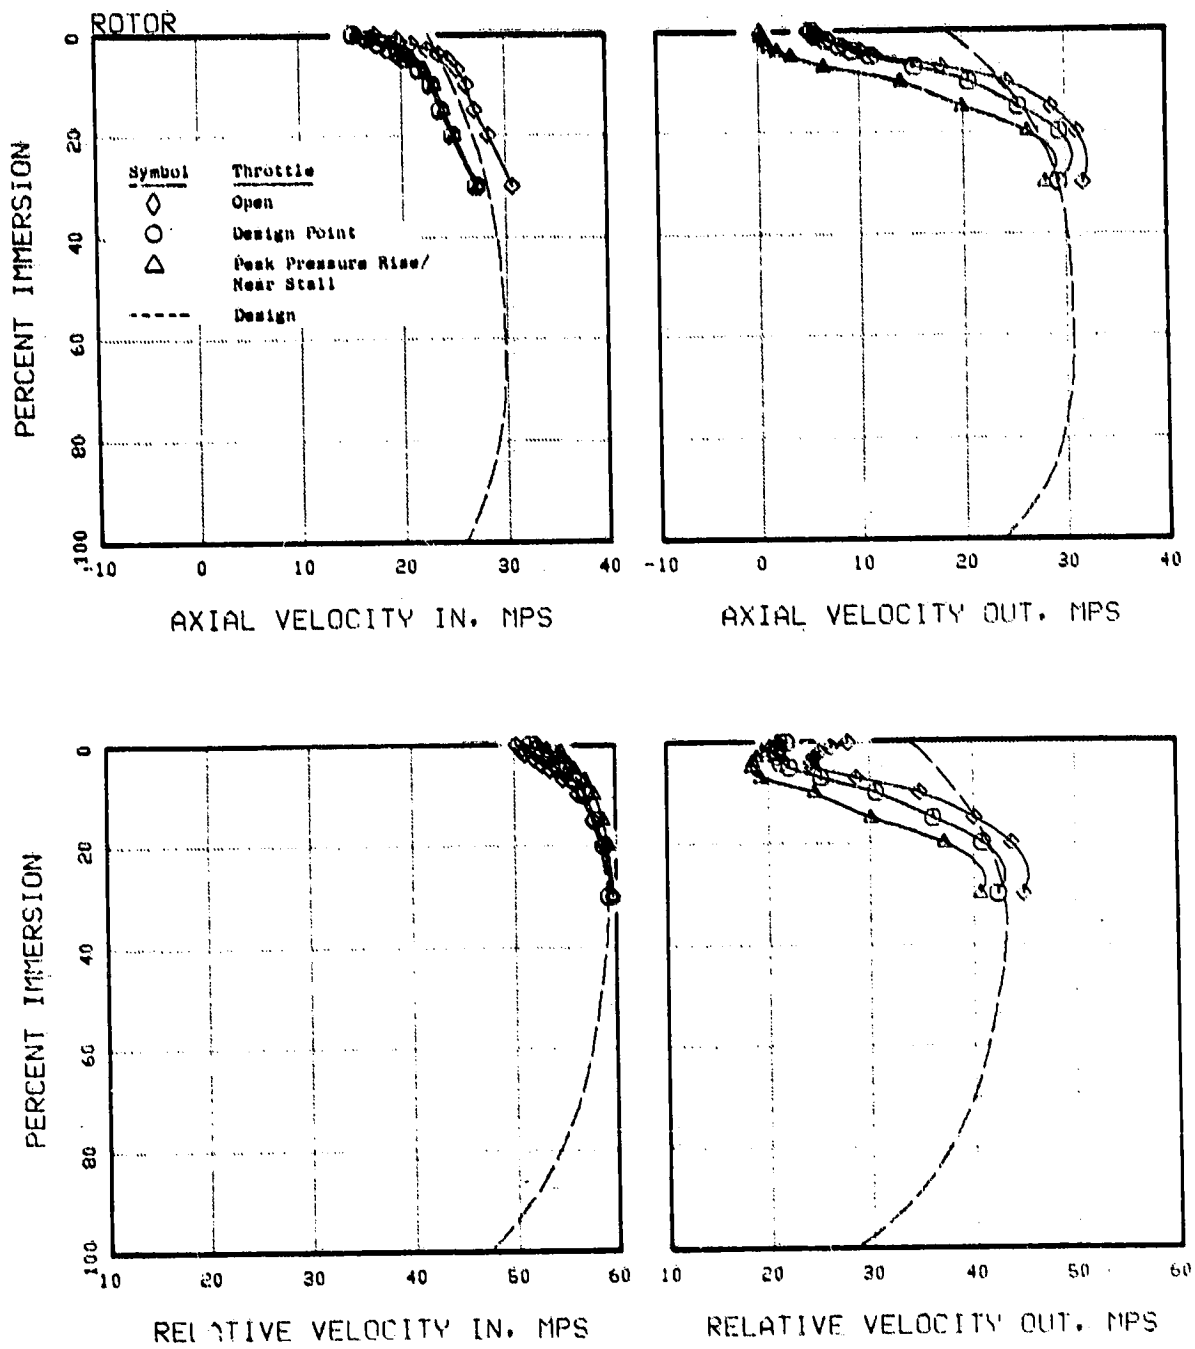 ROTOR
0
20
40
60
80
100
PERCENT IMMERSION
Symbol Throttle
Open
Design Point
Peak Pressure Rise/
Near Stall
Design
-10 0 10 20 30 40
AXIAL VELOCITY IN, MPS
-10 0 10 20 30 40
AXIAL VELOCITY OUT, MPS
0
20
40
60
80
100
PERCENT IMMERSION
10 20 30 40 50 60
RELATIVE VELOCITY IN, MPS
10 20 30 40 50 60
RELATIVE VELOCITY OUT, MPS